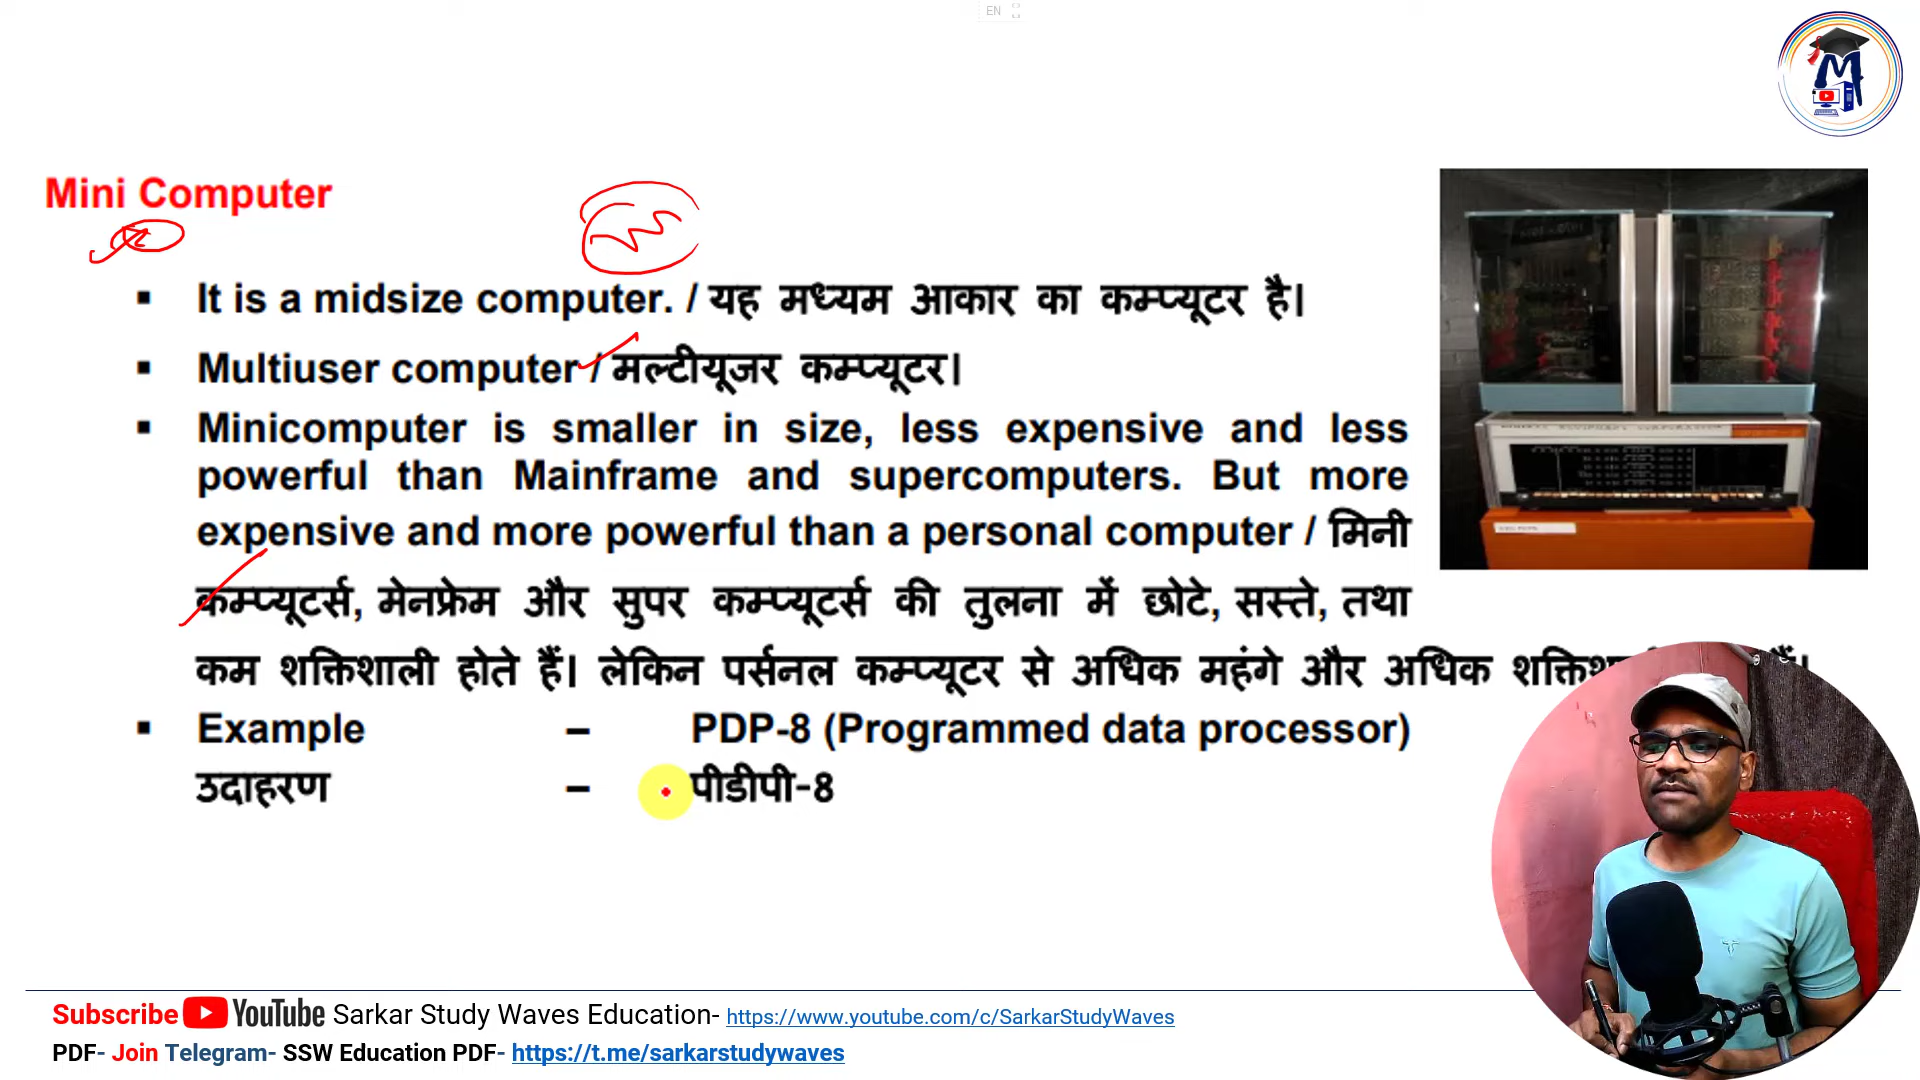 EN
Mini Computer
▪ It is a midsize computer. / यह मध्यम आकार का कम्प्यूटर है।
▪ Multiuser computer / मल्टीयूजर कम्प्यूटर।
▪ Minicomputer is smaller in size, less expensive and less
powerful than Mainframe and supercomputers. But more
expensive and more powerful than a personal computer / मिनी
कम्प्यूटर्स, मेनफ्रेम और सुपर कम्प्यूटर्स की तुलना में छोटे, सस्ते, तथा
कम शक्तिशाली होते हैं। लेकिन पर्सनल कम्प्यूटर से अधिक महंगे और अधिक
▪ Example – PDP-8 (Programmed data processor)
उदाहरण – पीडीपी-8
Subscribe YouTube Sarkar Study Waves Education- https://www.youtube.com/c/SarkarStudyWaves
PDF- Join Telegram- SSW Education PDF- https://t.me/sarkarstudywaves